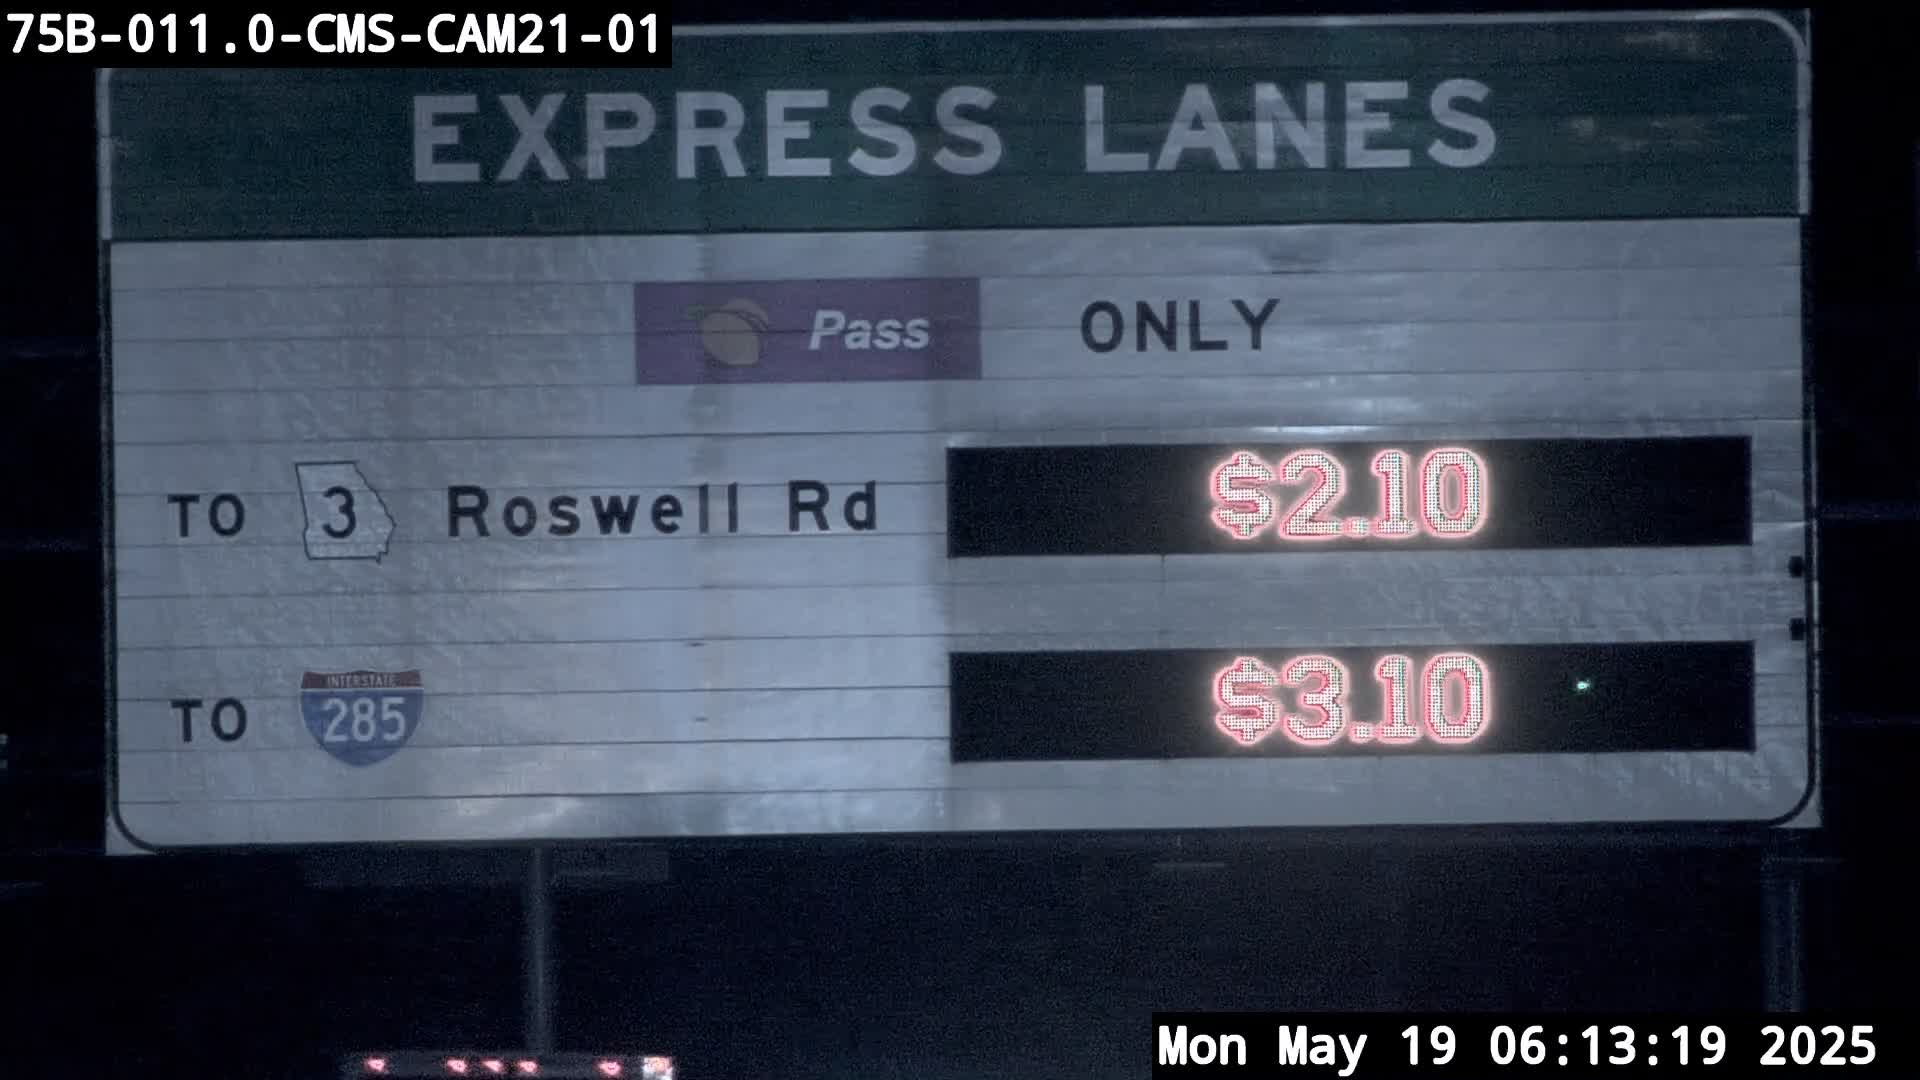 75B-011.0-CMS-CAM21-01
EXPRESS LANES
Pass ONLY
TO 3 Roswell Rd $2.10
TO INTERSTATE 285 $3.10
Mon May 19 06:13:19 2025